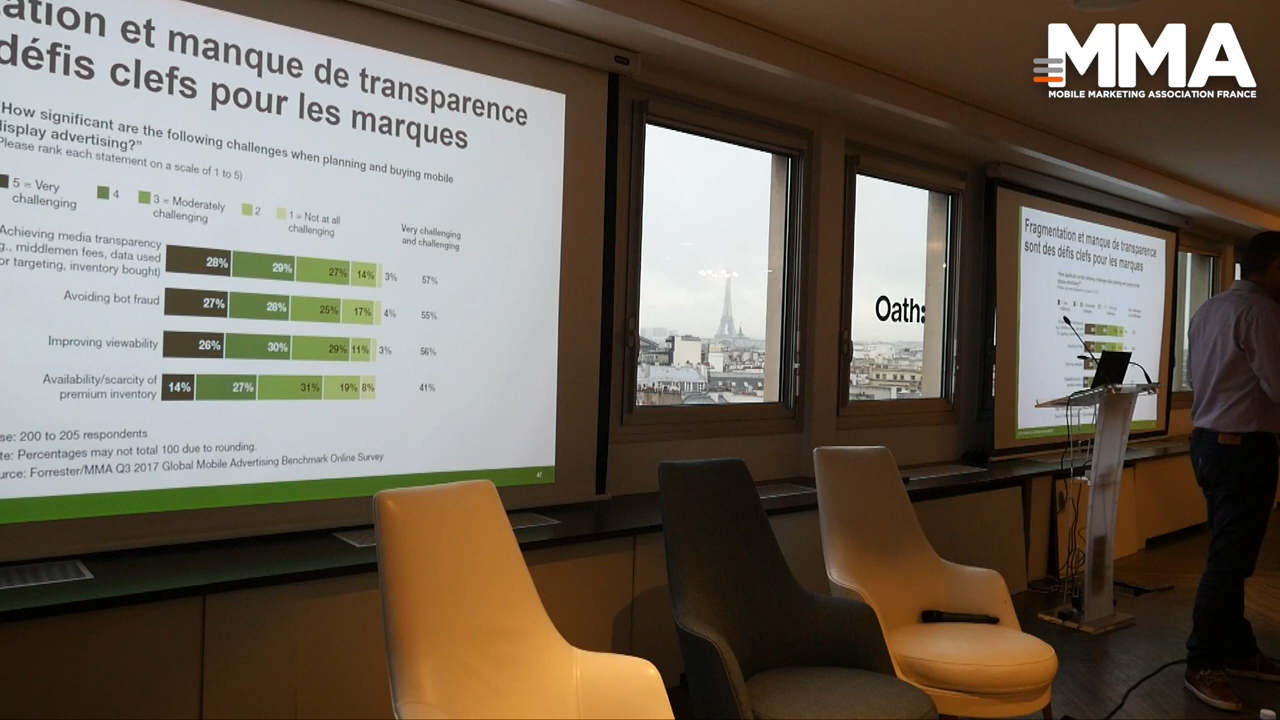 ation et manque de transparence
défis clefs pour les marques
"How significant are the following challenges when planning and buying mobile
display advertising?"
Please rank each statement on a scale of 1 to 5)
5 = Very
challenging
4
3 = Moderately
challenging
2
1 = Not at all
challenging
Very challenging
and challenging
Achieving media transparency
g., middlemen fees, data used
or targeting, inventory bought)
28% 29% 27% 14% 3% 57%
Avoiding bot fraud
27% 28% 25% 17% 4% 55%
Improving viewability
26% 30% 29% 11% 3% 56%
Availability/scarcity of
premium inventory
14% 27% 31% 19% 8% 41%
se: 200 to 205 respondents
te: Percentages may not total 100 due to rounding.
urce: Forrester/MMA Q3 2017 Global Mobile Advertising Benchmark Online Survey
47
Oath:
Fragmentation et manque de transparence
sont des défis clefs pour les marques
MMA
MOBILE MARKETING ASSOCIATION FRANCE